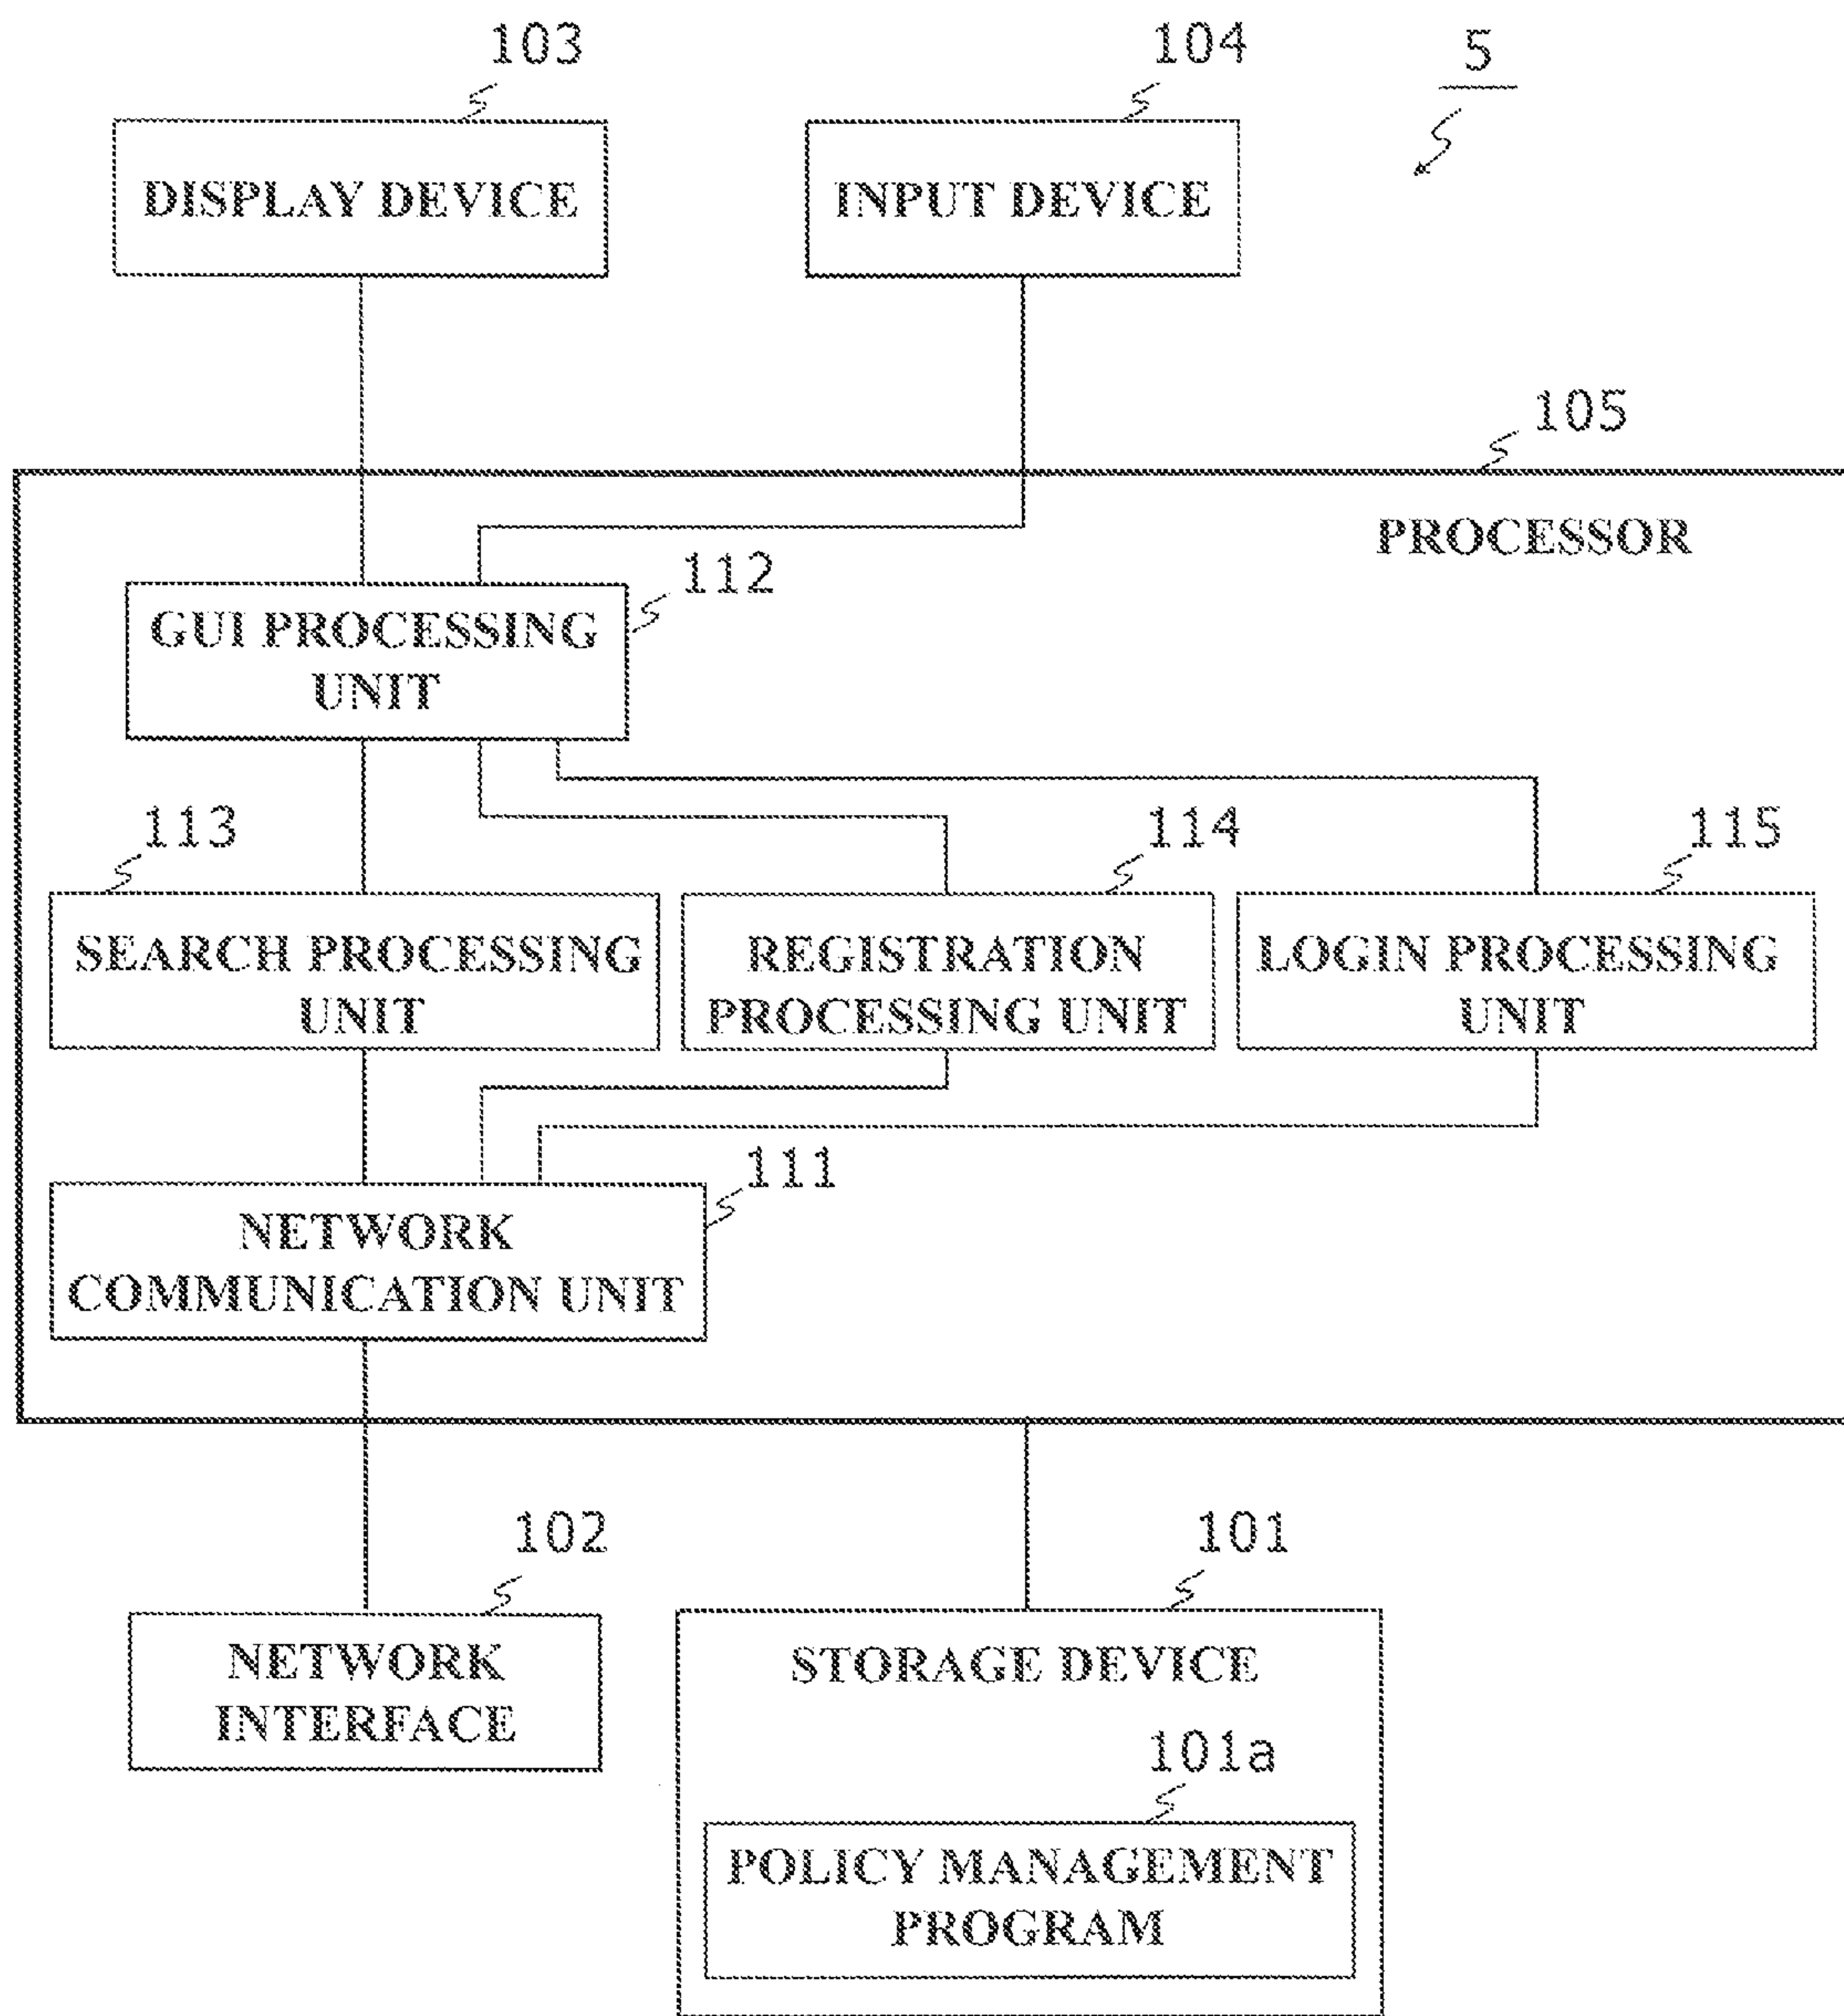 103
104
5
DISPLAY DEVICE
INPUT DEVICE
105
PROCESSOR
112
GUI PROCESSING
UNIT
113
114
115
SEARCH PROCESSING
UNIT
REGISTRATION
PROCESSING UNIT
LOGIN PROCESSING
UNIT
111
NETWORK
COMMUNICATION UNIT
102
101
NETWORK
INTERFACE
STORAGE DEVICE
101a
POLICY MANAGEMENT
PROGRAM